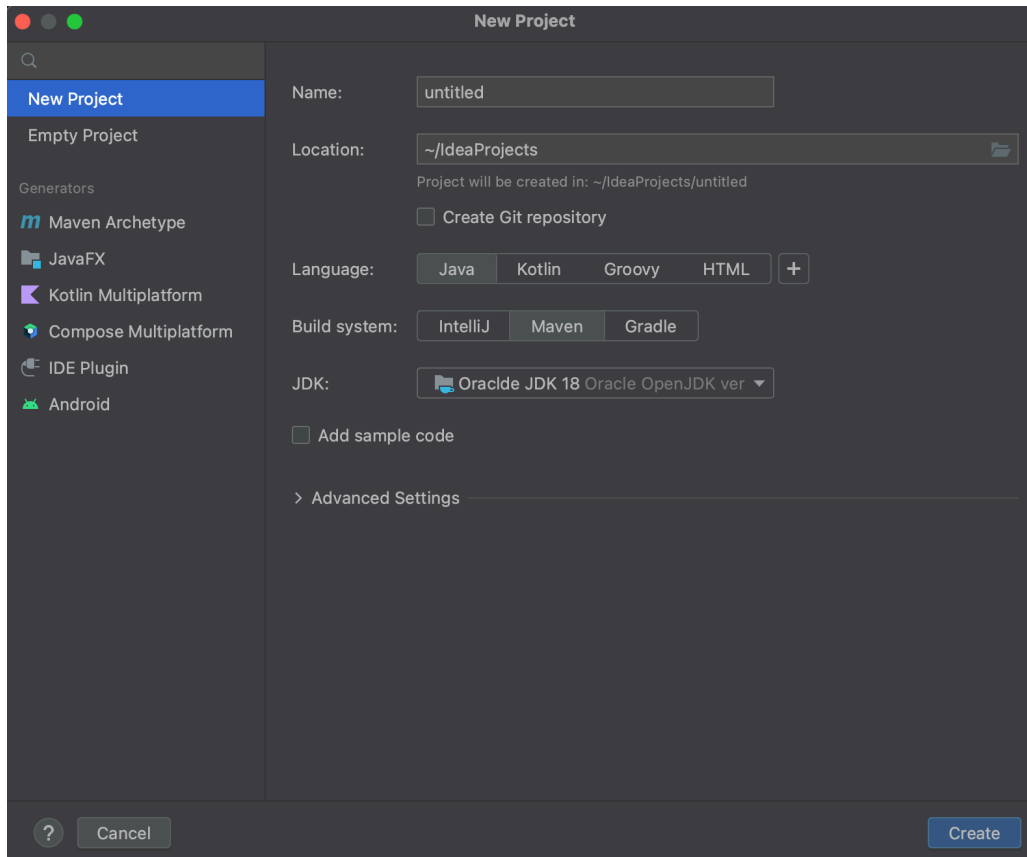 New Project
New Project
Empty Project
Generators
Maven Archetype
JavaFX
Kotlin Multiplatform
Compose Multiplatform
IDE Plugin
Android
Name: untitled
Location: ~/IdeaProjects
Project will be created in: ~/IdeaProjects/untitled
Create Git repository
Language: Java Kotlin Groovy HTML +
Build system: IntelliJ Maven Gradle
JDK: Oraclde JDK 18 Oracle OpenJDK ver
Add sample code
Advanced Settings
? Cancel Create